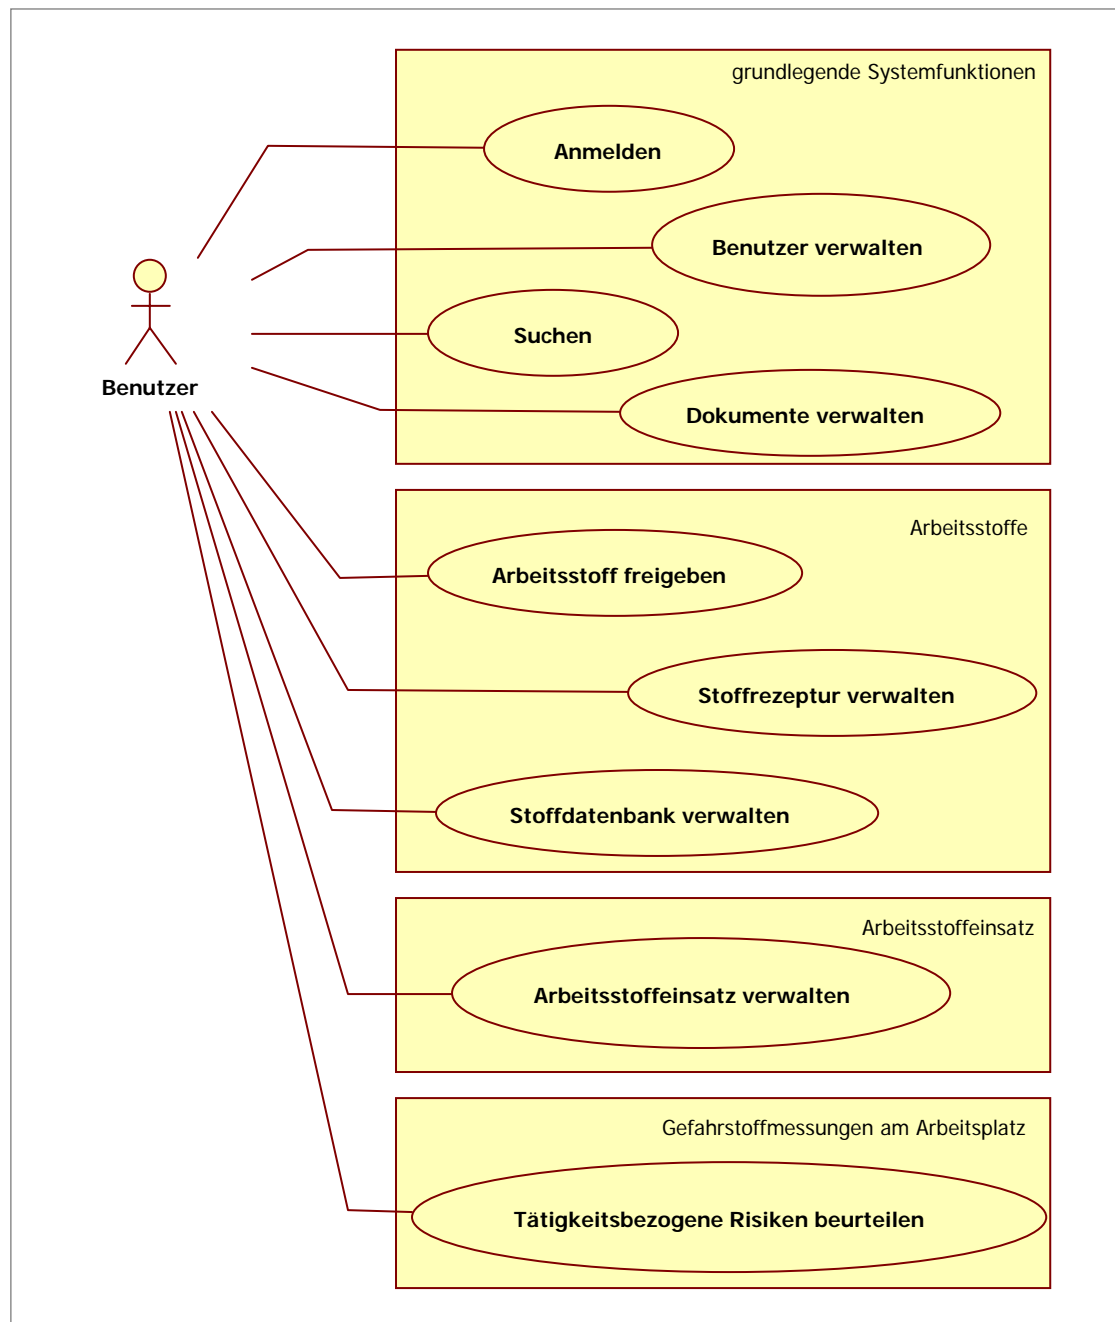 grundlegende Systemfunktionen
Anmelden
Benutzer verwalten
Suchen
Benutzer
Dokumente verwalten
Arbeitsstoffe
Arbeitsstoff freigeben
Stoffrezeptur verwalten
Stoffdatenbank verwalten
Arbeitsstoffeinsatz
Arbeitsstoffeinsatz verwalten
Gefahrstoffmessungen am Arbeitsplatz
Tätigkeitsbezogene Risiken beurteilen